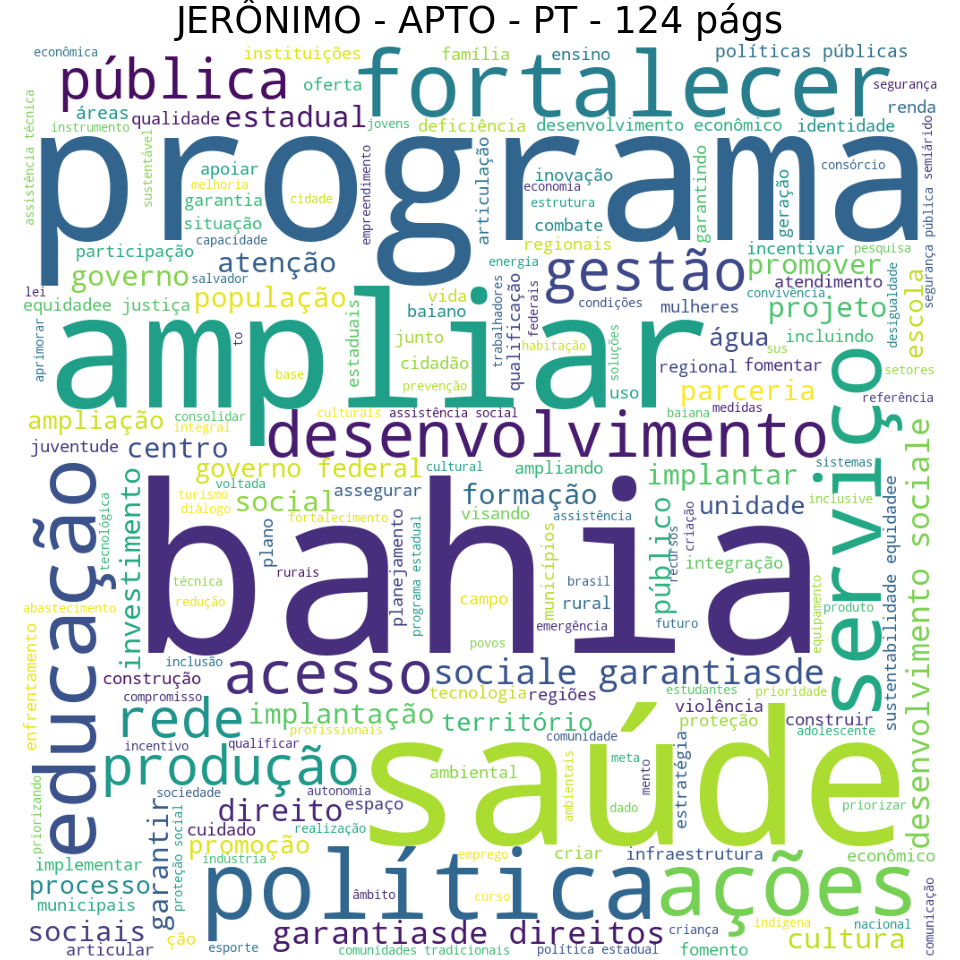 JERÔNIMO - APTO - PT - 124 págs
econômica
instituições
família
ensino
políticas públicas
pública
fortalecer
oferta
segurança
áreas
qualidade
estadual
renda
instrumento
jovens
deficiência
desenvolvimento econômico
identidade
assistência técnica
sustentável
programa
apoiar
melhoria
garantia
cidade
situação
capacidade
empreendimento
articulação
inovação
economia
estrutura
combate
regionais
garantindo
geração
consórcio
segurança pública semiárido
participação
atenção
energia
gestão
incentivar
pesquisa
promover
governo
salvador
lei
equidadee justiça
população
vida
baiano
trabalhadores
qualificação
federais
condições
mulheres
convivência
atendimento
projeto
desigualdade
escola
aprimorar
to
ampliar
estaduais
junto
cidadão
prevenção
habitação
soluções
uso
água
regional
fomentar
incluindo
sus
setores
base
parceria
medidas
referência
ampliação
consolidar
integral
culturais
assistência social
baiana
juventude
centro
desenvolvimento
serviço
governo federal
cultural
ampliando
implantar
sistemas
voltada
turismo
diálogo
social
assegurar
formação
visando
assistência
unidade
inclusive
educação
tecnológica
investimento
fortalecimento
plano
rurais
bahia
planejamento
programa estadual
municípios
público
recursos
criação
integração
técnica
redução
campo
brasil
rural
emergência
futuro
povos
equipamento
produto
abastecimento
sustentabilidade equidadee
desenvolvimento sociale
enfrentamento
inclusão
construção
compromisso
acesso
sociale garantiasde
tecnologia
regiões
estudantes
prioridade
violência
rede
implantação
profissionais
território
proteção
construir
adolescente
incentivo
qualificar
comunidade
saúde
produção
ambiental
ambientais
meta
mento
estratégia
priorizando
sociedade
autonomia
direito
espaço
dado
priorizar
garantir
proteção social
cuidado
realização
promoção
indústria
emprego
criar
infraestrutura
econômico
implementar
processo
municipais
política
âmbito
curso
ações
comunicação
sociais
ção
garantiasde direitos
criança
indígena
nacional
cultura
articular
esporte
comunidades tradicionais
política estadual
fomento